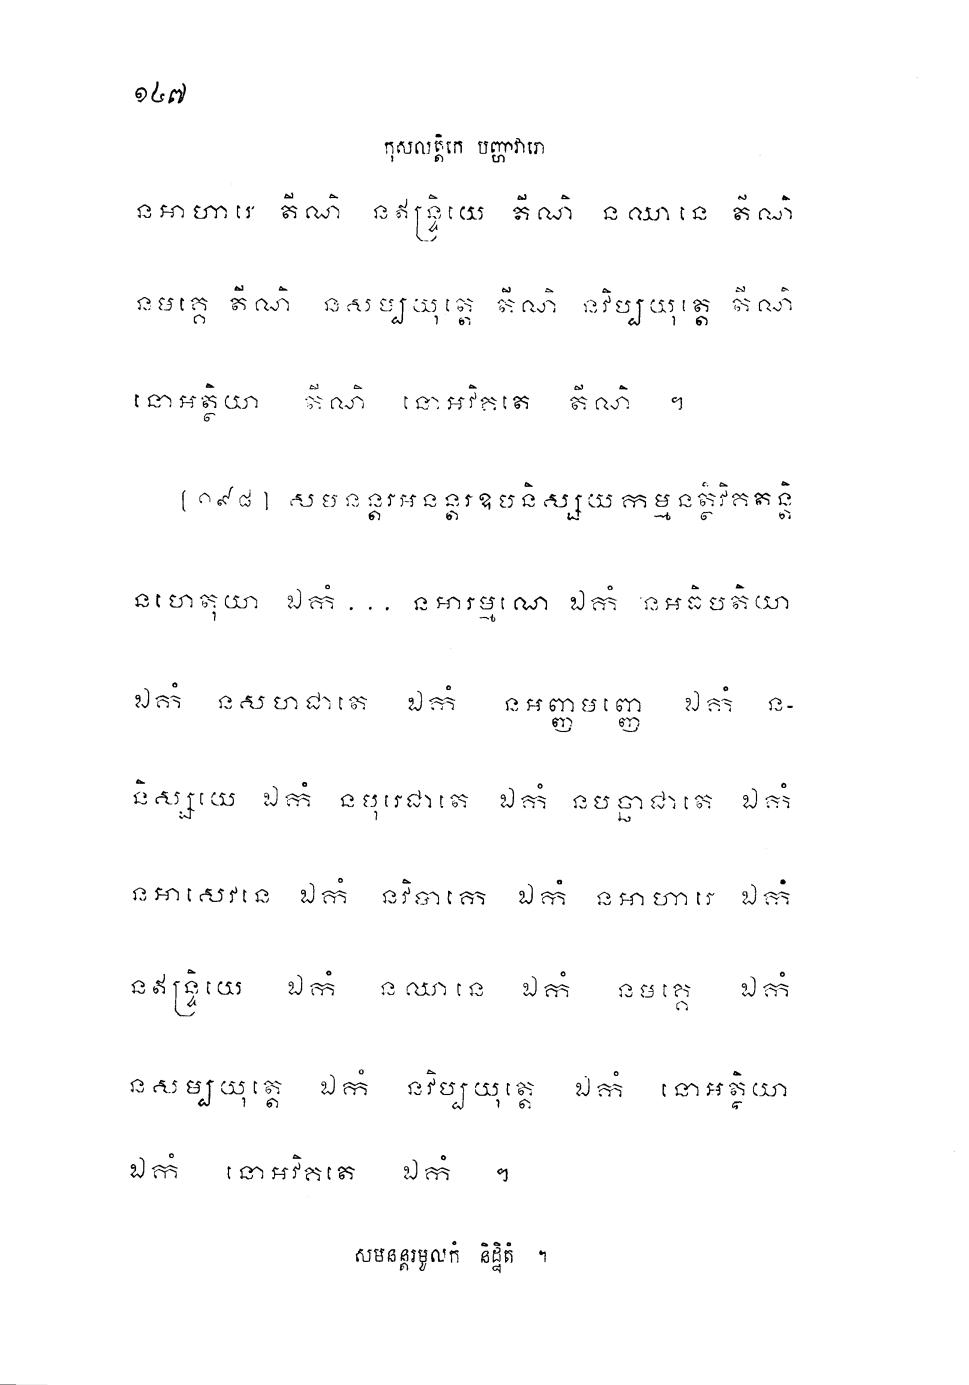 ១៤៧
កុសលត្តិកេ បញ្ហាវារោ
នអាហារេ តីណិ នឥន្ទ្រិយេ តីណិ នឈានេ តីណិ
នមគ្គេ តីណិ នសម្បយុត្តេ តីណិ នវិប្បយុត្តេ តីណិ
នោអត្ថិយា តីណិ នោអវិគតេ តីណិ ។
[១៩៨] សមនន្តរអនន្តរឧបនិស្សយកម្មនត្ថិវិគតន្តិ
នហេតុយា ឯកំ... នអារម្មណេ ឯកំ នអធិបតិយា
ឯកំ នសហជាតេ ឯកំ នអញ្ញមញ្ញេ ឯកំ ន-
និស្សយេ ឯកំ នបុរេជាតេ ឯកំ នបច្ឆាជាតេ ឯកំ
នអាសេវនេ ឯកំ នវិបាកេ ឯកំ នអាហារេ ឯកំ
នឥន្ទ្រិយេ ឯកំ នឈានេ ឯកំ នមគ្គេ ឯកំ
នសម្បយុត្តេ ឯកំ នវិប្បយុត្តេ ឯកំ នោអត្ថិយា
ឯកំ នោអវិគតេ ឯកំ ។
សមនន្តរមូលកំ និដ្ឋិតំ ។